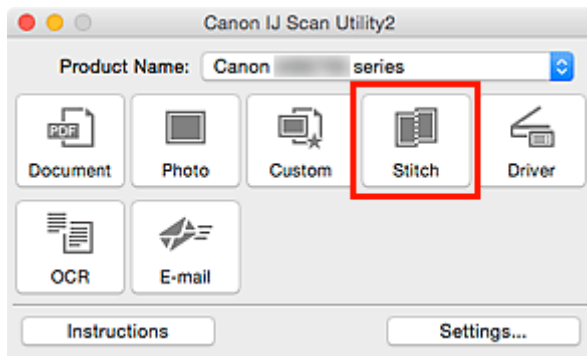 Canon IJ Scan Utility2
Product Name: Canon series
PDF
Document Photo Custom Stitch Driver
OCR E-mail
Instructions Settings...